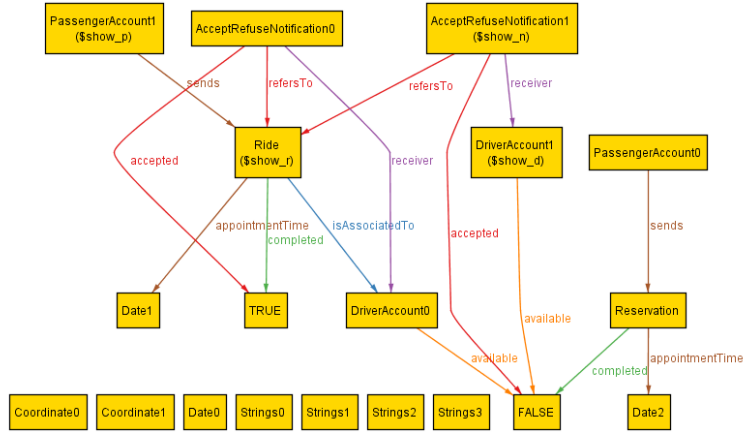 PassengerAccount1
($show_p)
AcceptRefuseNotification0
AcceptRefuseNotification1
($show_n)
sends
refersTo
refersTo
receiver
Ride
($show_r)
DriverAccount1
($show_d)
PassengerAccount0
accepted
receiver
appointmentTime
completed
isAssociatedTo
accepted
sends
Date1
TRUE
DriverAccount0
Reservation
available
available
completed
appointmentTime
Coordinate0
Coordinate1
Date0
Strings0
Strings1
Strings2
Strings3
FALSE
Date2